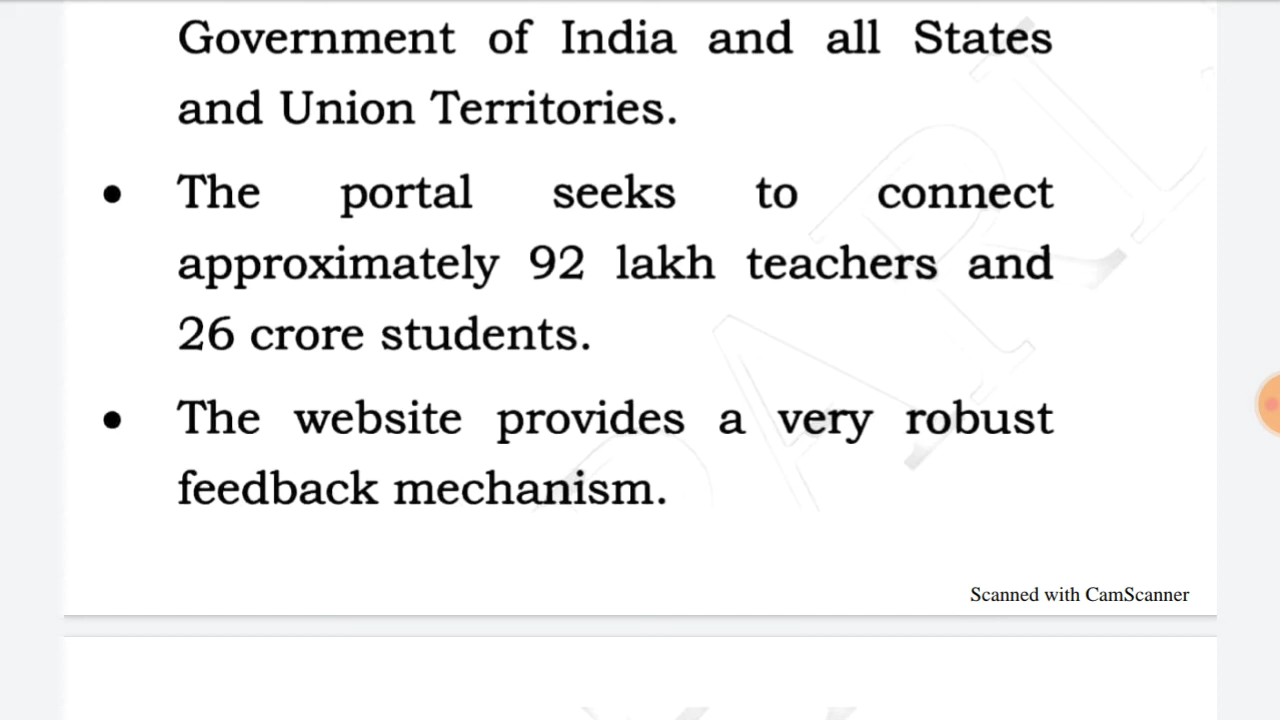 Government of India and all States
and Union Territories.
• The portal seeks to connect
approximately 92 lakh teachers and
26 crore students.
• The website provides a very robust
feedback mechanism.
Scanned with CamScanner